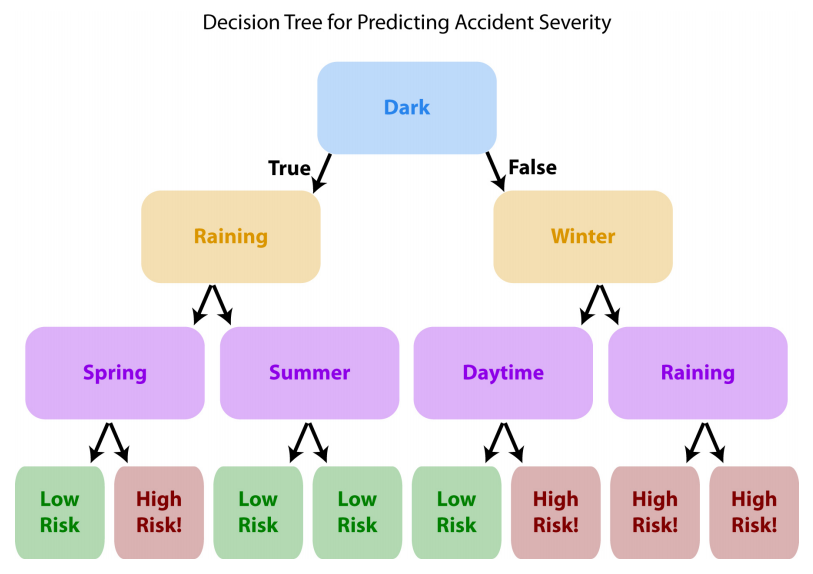 Decision Tree for Predicting Accident Severity
Dark
True
False
Raining
Winter
Spring
Summer
Daytime
Raining
Low
Risk
High
Risk!
Low
Risk
Low
Risk
Low
Risk
High
Risk!
High
Risk!
High
Risk!